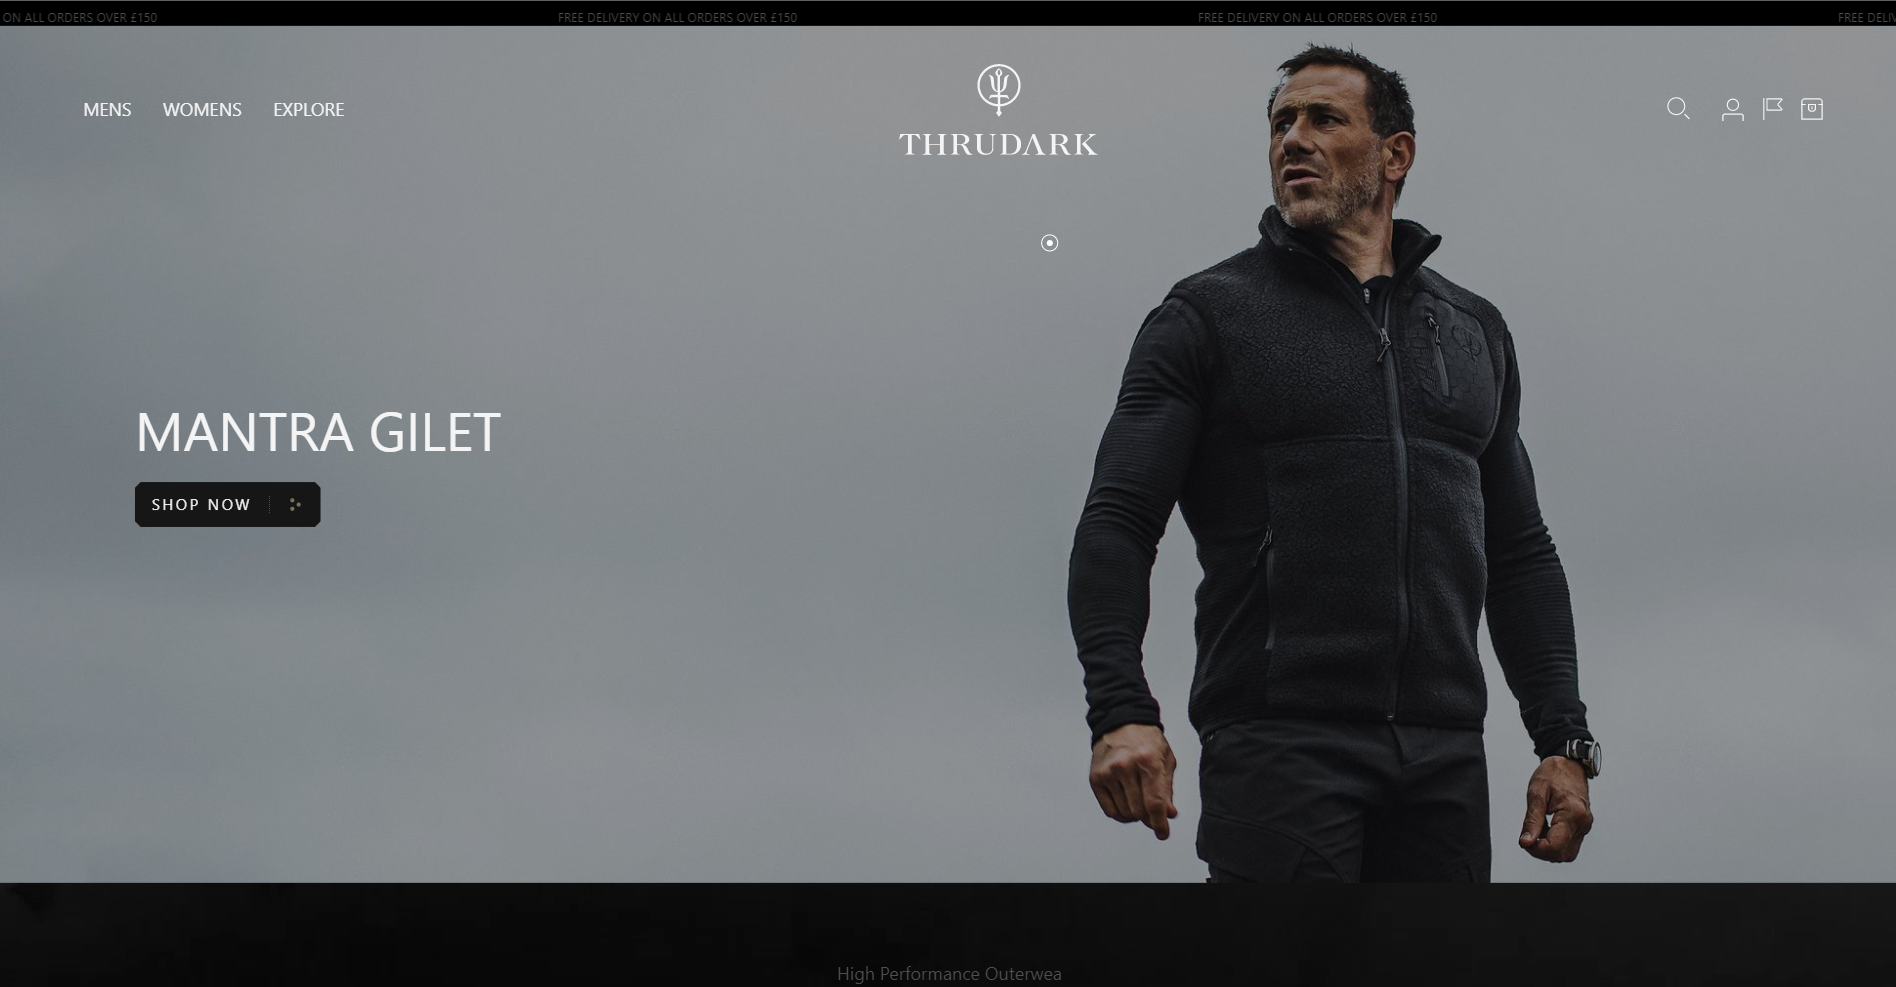 ON ALL ORDERS OVER £150 FREE DELIVERY ON ALL ORDERS OVER £150 FREE DELIVERY ON ALL ORDERS OVER £150 FREE DELIV
MENS WOMENS EXPLORE
THRUDARK
MANTRA GILET
SHOP NOW
High Performance Outerwea